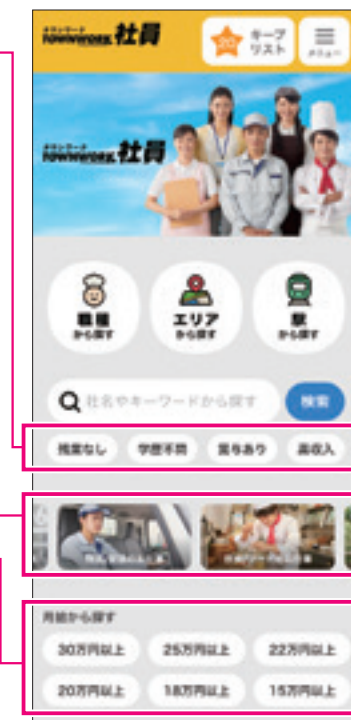 タウンワーク
TOWNWORK 社員
20
キープ
リスト
メニュー
タウンワーク
TOWNWORK 社員
職種
から探す
エリア
から探す
駅
から探す
社名やキーワードから探す
検索
残業なし
学歴不問
賞与あり
高収入
月給から探す
30万円以上
25万円以上
22万円以上
20万円以上
18万円以上
15万円以上